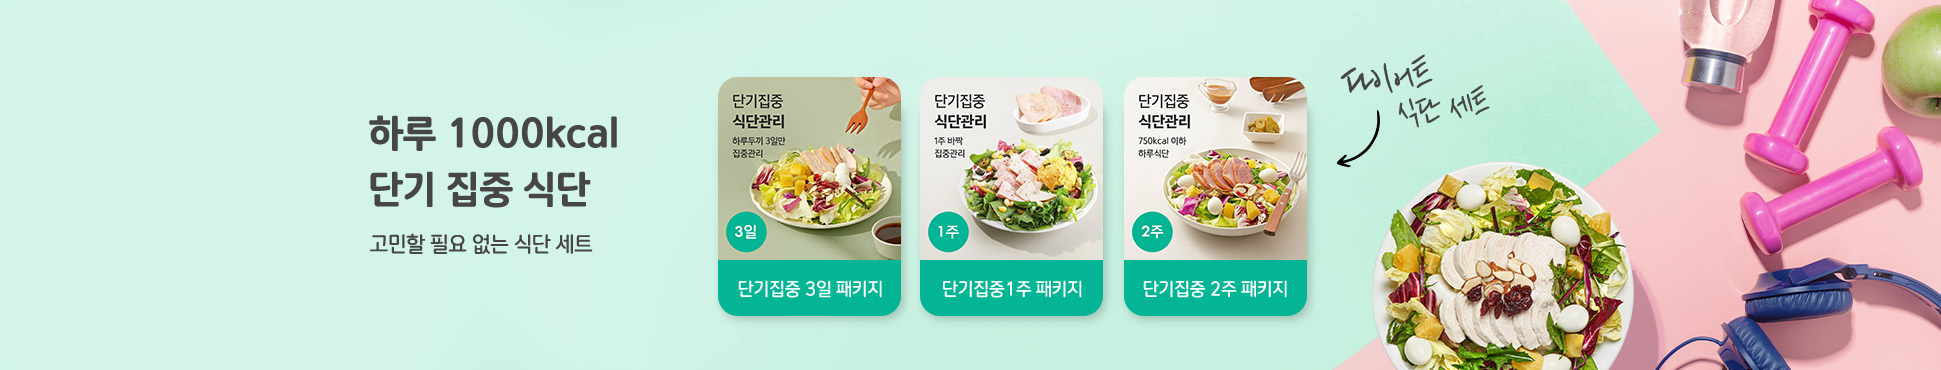 하루 1000kcal
단기 집중 식단
고민할 필요 없는 식단 세트
단기집중
식단관리
하루두끼 3일만
집중관리
3일
단기집중 3일 패키지
단기집중
식단관리
1주 바짝
집중관리
1주
단기집중1주 패키지
단기집중
식단관리
750kcal 이하
하루식단
2주
단기집중 2주 패키지
다이어트
식단 세트